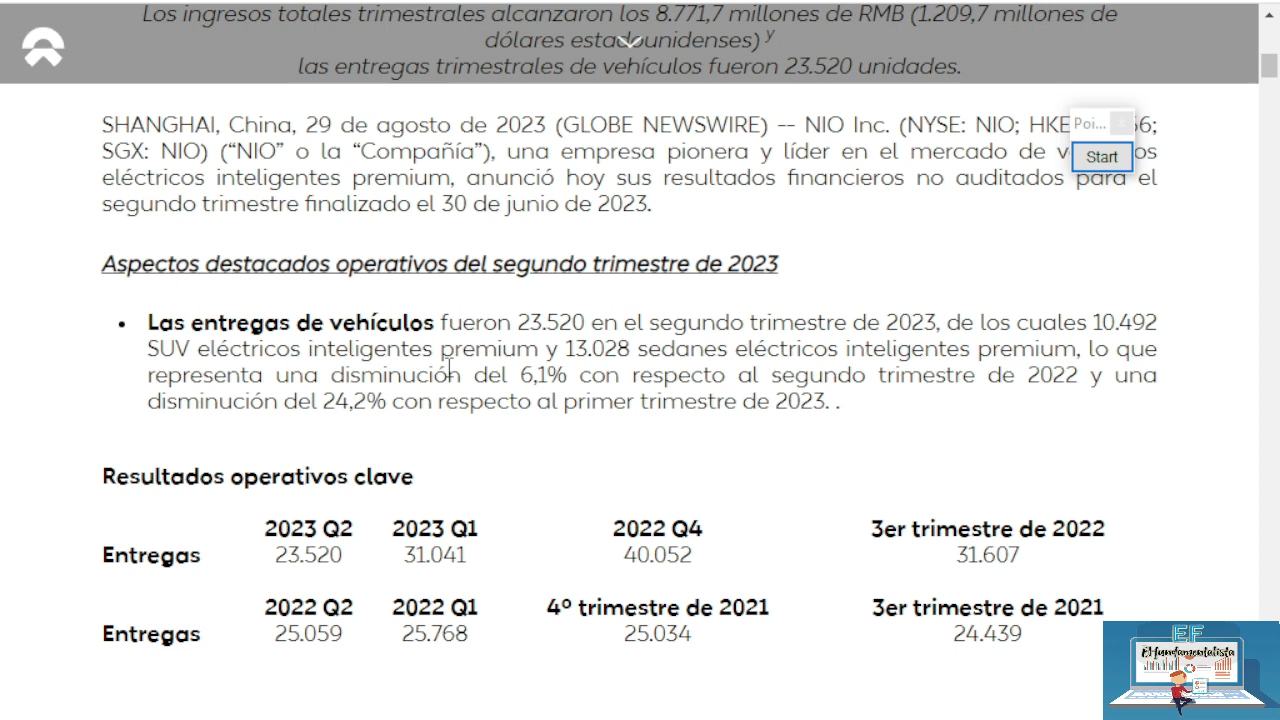 Los ingresos totales trimestrales alcanzaron los 8.771,7 millones de RMB (1.209,7 millones de
dólares estadounidenses) y
las entregas trimestrales de vehículos fueron 23.520 unidades.
SHANGHAI, China, 29 de agosto de 2023 (GLOBE NEWSWIRE) -- NIO Inc. (NYSE: NIO; 66;
Poi...
SGX: NIO) (“NIO” o la “Compañía”), una empresa pionera y líder en el mercado de
Start
eléctricos inteligentes premium, anunció hoy sus resultados financieros no auditados para el
segundo trimestre finalizado el 30 de junio de 2023.
Aspectos destacados operativos del segundo trimestre de 2023
• Las entregas de vehículos fueron 23.520 en el segundo trimestre de 2023, de los cuales 10.492
SUV eléctricos inteligentes premium y 13.028 sedanes eléctricos inteligentes premium, lo que
representa una disminución del 6,1% con respecto al segundo trimestre de 2022 y una
disminución del 24,2% con respecto al primer trimestre de 2023. .
Resultados operativos clave
2023 Q2 2023 Q1 2022 Q4 3er trimestre de 2022
Entregas 23.520 31.041 40.052 31.607
2022 Q2 2022 Q1 4º trimestre de 2021 3er trimestre de 2021
Entregas 25.059 25.768 25.034 24.439
EF
El fundamentalista